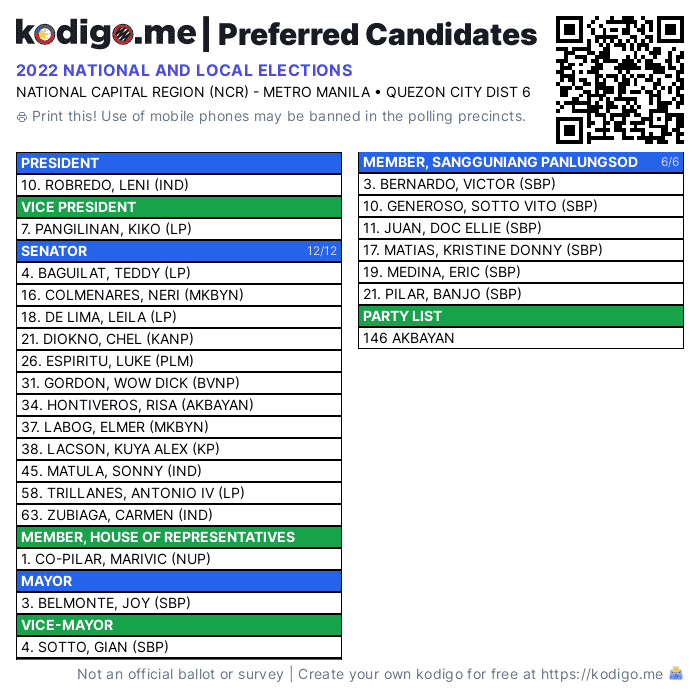 kodigo.me | Preferred Candidates
2022 NATIONAL AND LOCAL ELECTIONS
NATIONAL CAPITAL REGION (NCR) - METRO MANILA • QUEZON CITY DIST 6
Print this! Use of mobile phones may be banned in the polling precincts.
PRESIDENT
10. ROBREDO, LENI (IND)
VICE PRESIDENT
7. PANGILINAN, KIKO (LP)
SENATOR 12/12
4. BAGUILAT, TEDDY (LP)
16. COLMENARES, NERI (MKBYN)
18. DE LIMA, LEILA (LP)
21. DIOKNO, CHEL (KANP)
26. ESPIRITU, LUKE (PLM)
31. GORDON, WOW DICK (BVNP)
34. HONTIVEROS, RISA (AKBAYAN)
37. LABOG, ELMER (MKBYN)
38. LACSON, KUYA ALEX (KP)
45. MATULA, SONNY (IND)
58. TRILLANES, ANTONIO IV (LP)
63. ZUBIAGA, CARMEN (IND)
MEMBER, HOUSE OF REPRESENTATIVES
1. CO-PILAR, MARIVIC (NUP)
MAYOR
3. BELMONTE, JOY (SBP)
VICE-MAYOR
4. SOTTO, GIAN (SBP)
MEMBER, SANGGUNIANG PANLUNGSOD 6/6
3. BERNARDO, VICTOR (SBP)
10. GENEROSO, SOTTO VITO (SBP)
11. JUAN, DOC ELLIE (SBP)
17. MATIAS, KRISTINE DONNY (SBP)
19. MEDINA, ERIC (SBP)
21. PILAR, BANJO (SBP)
PARTY LIST
146 AKBAYAN
Not an official ballot or survey | Create your own kodigo for free at https://kodigo.me